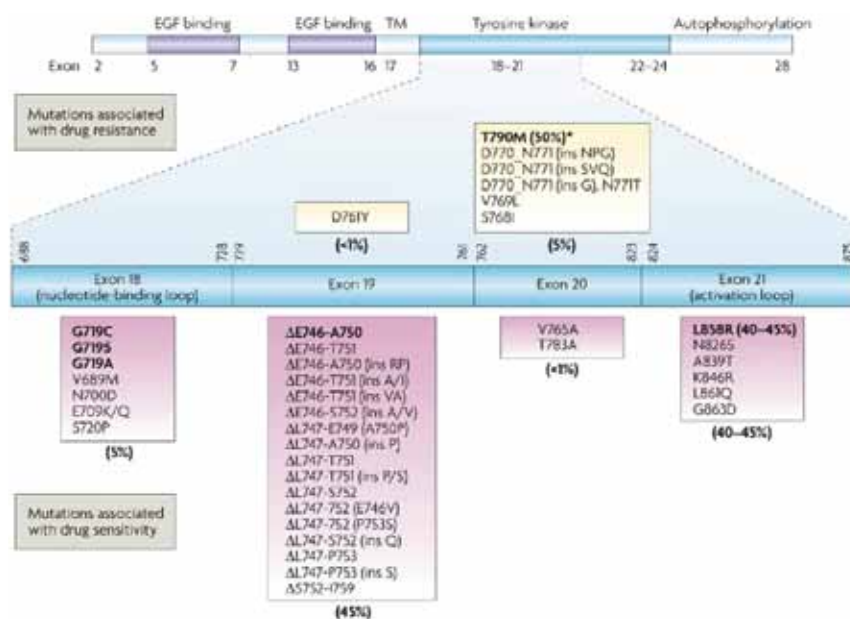 EGF binding EGF binding TM Tyrosine kinase Autophosphorylation
Exon 2 5 7 13 16 17 18–21 22–24 28
Mutations associated
with drug resistance
T790M (50%)*
D770_N771 (ins NPG)
D770_N771 (ins SVQ)
D770_N771 (ins G), N771T
V769L
S768I
D761Y
(<1%)
(5%)
688 728 729 761 762 823 824 875
Exon 18
(nucleotide-binding loop)
Exon 19
Exon 20
Exon 21
(activation loop)
G719C
G719S
G719A
V689M
N700D
E709K/Q
S720P
(5%)
ΔE746-A750
ΔE746-T751
ΔE746-A750 (ins RP)
ΔE746-T751 (ins A/I)
ΔE746-T751 (ins VA)
ΔE746-S752 (ins A/V)
ΔL747-E749 (A750P)
ΔL747-A750 (ins P)
ΔL747-T751
ΔL747-T751 (ins P/S)
ΔL747-S752
ΔL747-752 (E746V)
ΔL747-752 (P753S)
ΔL747-S752 (ins Q)
ΔL747-P753
ΔL747-P753 (ins S)
ΔS752-I759
(45%)
V765A
T783A
(<1%)
L858R (40–45%)
N826S
A839T
K846R
L861Q
G863D
(40–45%)
Mutations associated
with drug sensitivity